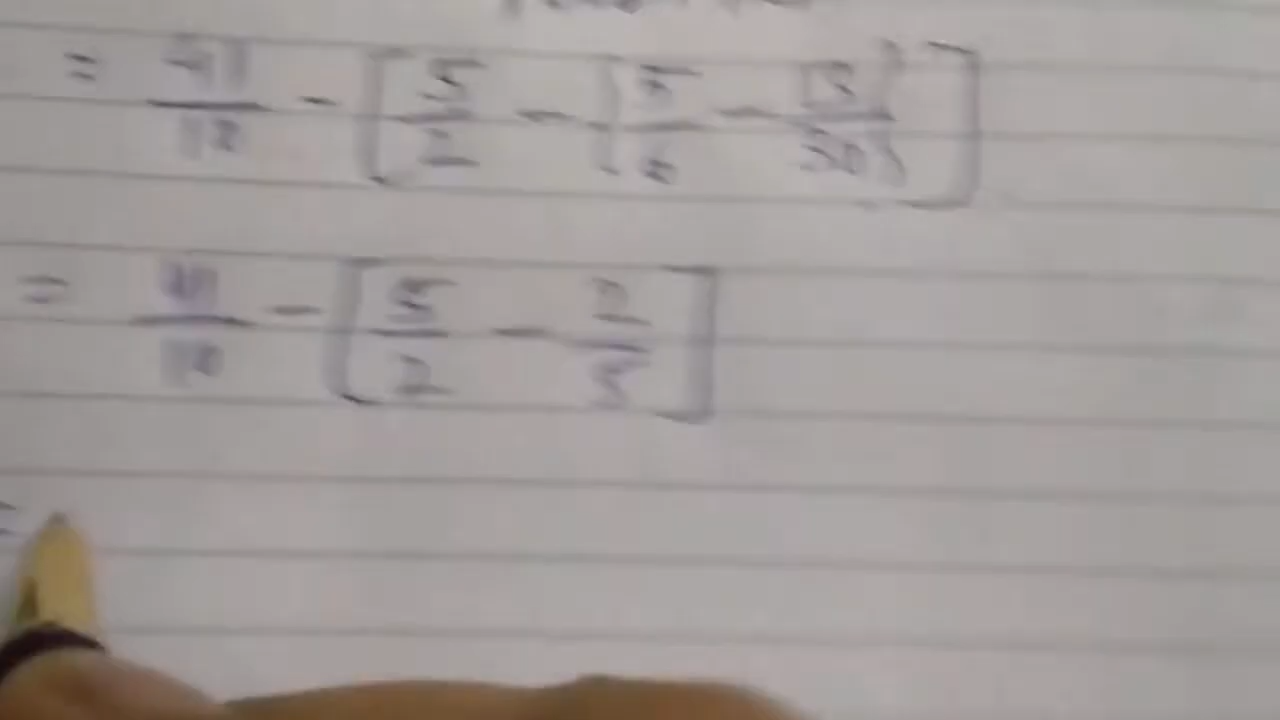 = 41/12 - [5/2 - {5/6 - 13/30}]
= 41/12 - [5/2 - 2/5]
=